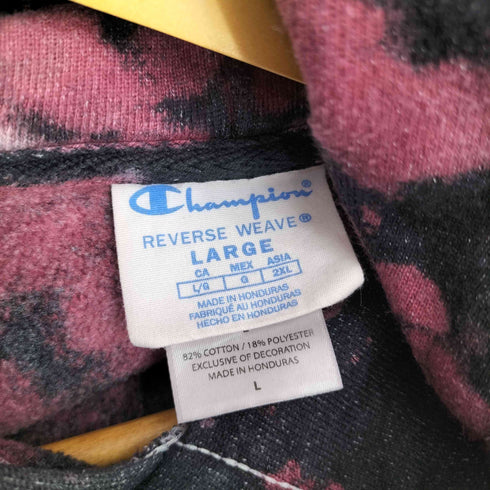 Champion®
REVERSE WEAVE®
LARGE
CA MEX ASIA
L/G G 2XL
MADE IN HONDURAS
FABRIQUÉ AU HONDURAS
HECHO EN HONDURAS
82% COTTON / 18% POLYESTER
EXCLUSIVE OF DECORATION
MADE IN HONDURAS
L